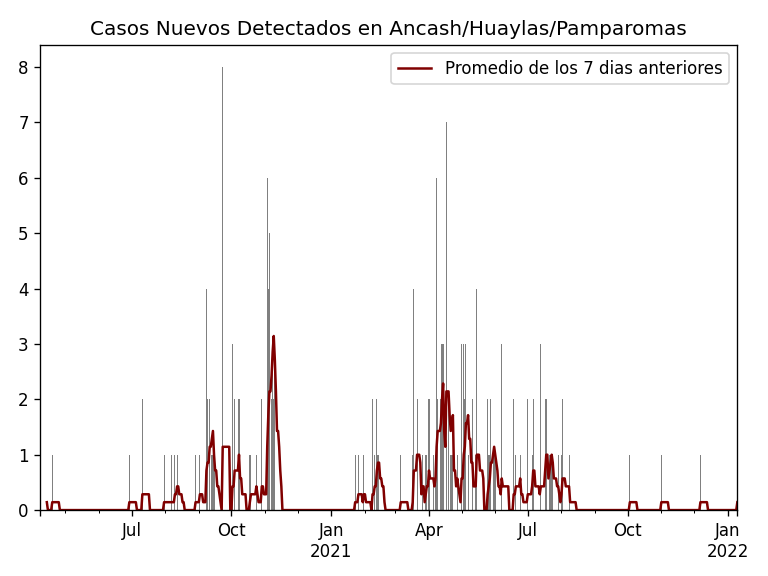 Casos Nuevos Detectados en Ancash/Huaylas/Pamparomas
Promedio de los 7 dias anteriores
8
7
6
5
4
3
2
1
0
Jul
Oct
Jan
2021
Apr
Jul
Oct
Jan
2022